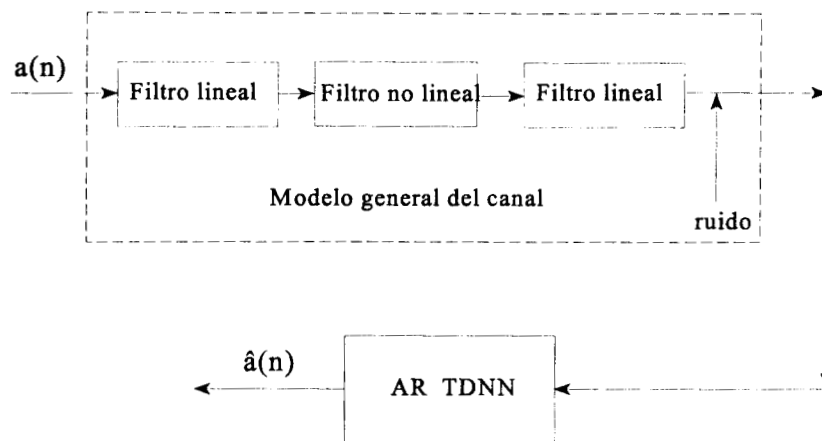 a(n)
Filtro lineal
Filtro no lineal
Filtro lineal
Modelo general del canal
ruido
â(n)
AR TDNN